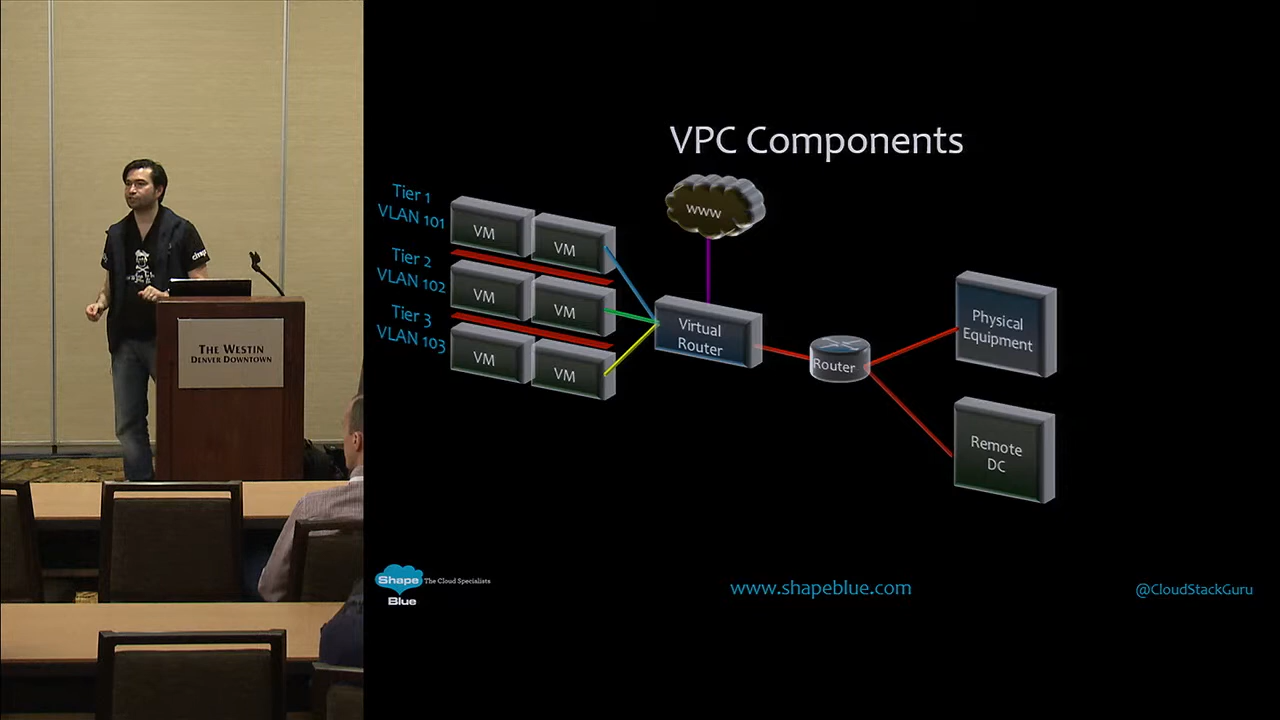 VPC Components
www
Tier 1
VLAN 101
VM
VM
Tier 2
VLAN 102
VM
VM
Tier 3
VLAN 103
VM
VM
Virtual
Router
Router
Physical
Equipment
Remote
DC
THE WESTIN
DENVER DOWNTOWN
Shape
Blue
The Cloud Specialists
www.shapeblue.com
@CloudStackGuru